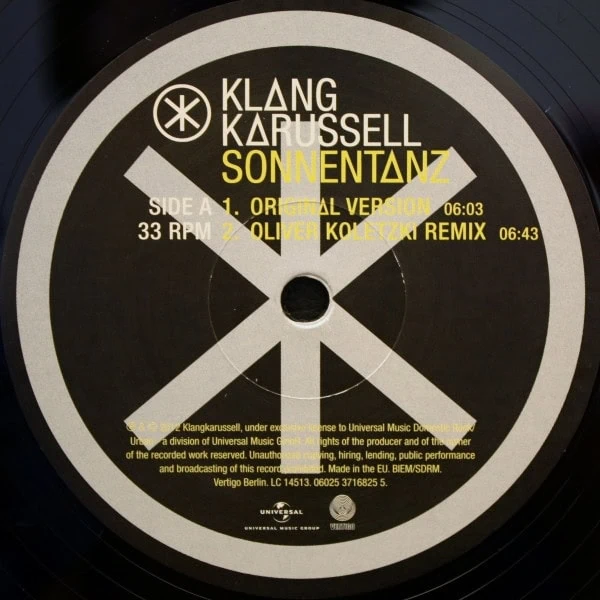 KLANG
KARUSSELL
SONNENTANZ
SIDE A 1. ORIGINAL VERSION 06:03
33 RPM 2. OLIVER KOLETZKI REMIX 06:43
℗ & © 2012 Klangkarussell, under exclusive license to Universal Music Domestic Rock/
Urban – a division of Universal Music GmbH. All rights of the producer and of the owner
of the recorded work reserved. Unauthorised copying, hiring, lending, public performance
and broadcasting of this record prohibited. Made in the EU. BIEM/SDRM.
Vertigo Berlin. LC 14513. 06025 3716825 5.
UNIVERSAL
UNIVERSAL MUSIC GROUP
VERTIGO